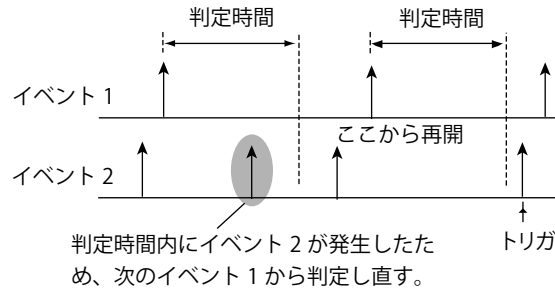 判定時間 判定時間
イベント 1
ここから再開
イベント 2
判定時間内にイベント 2 が発生したた
め、次のイベント 1 から判定し直す。
トリガ